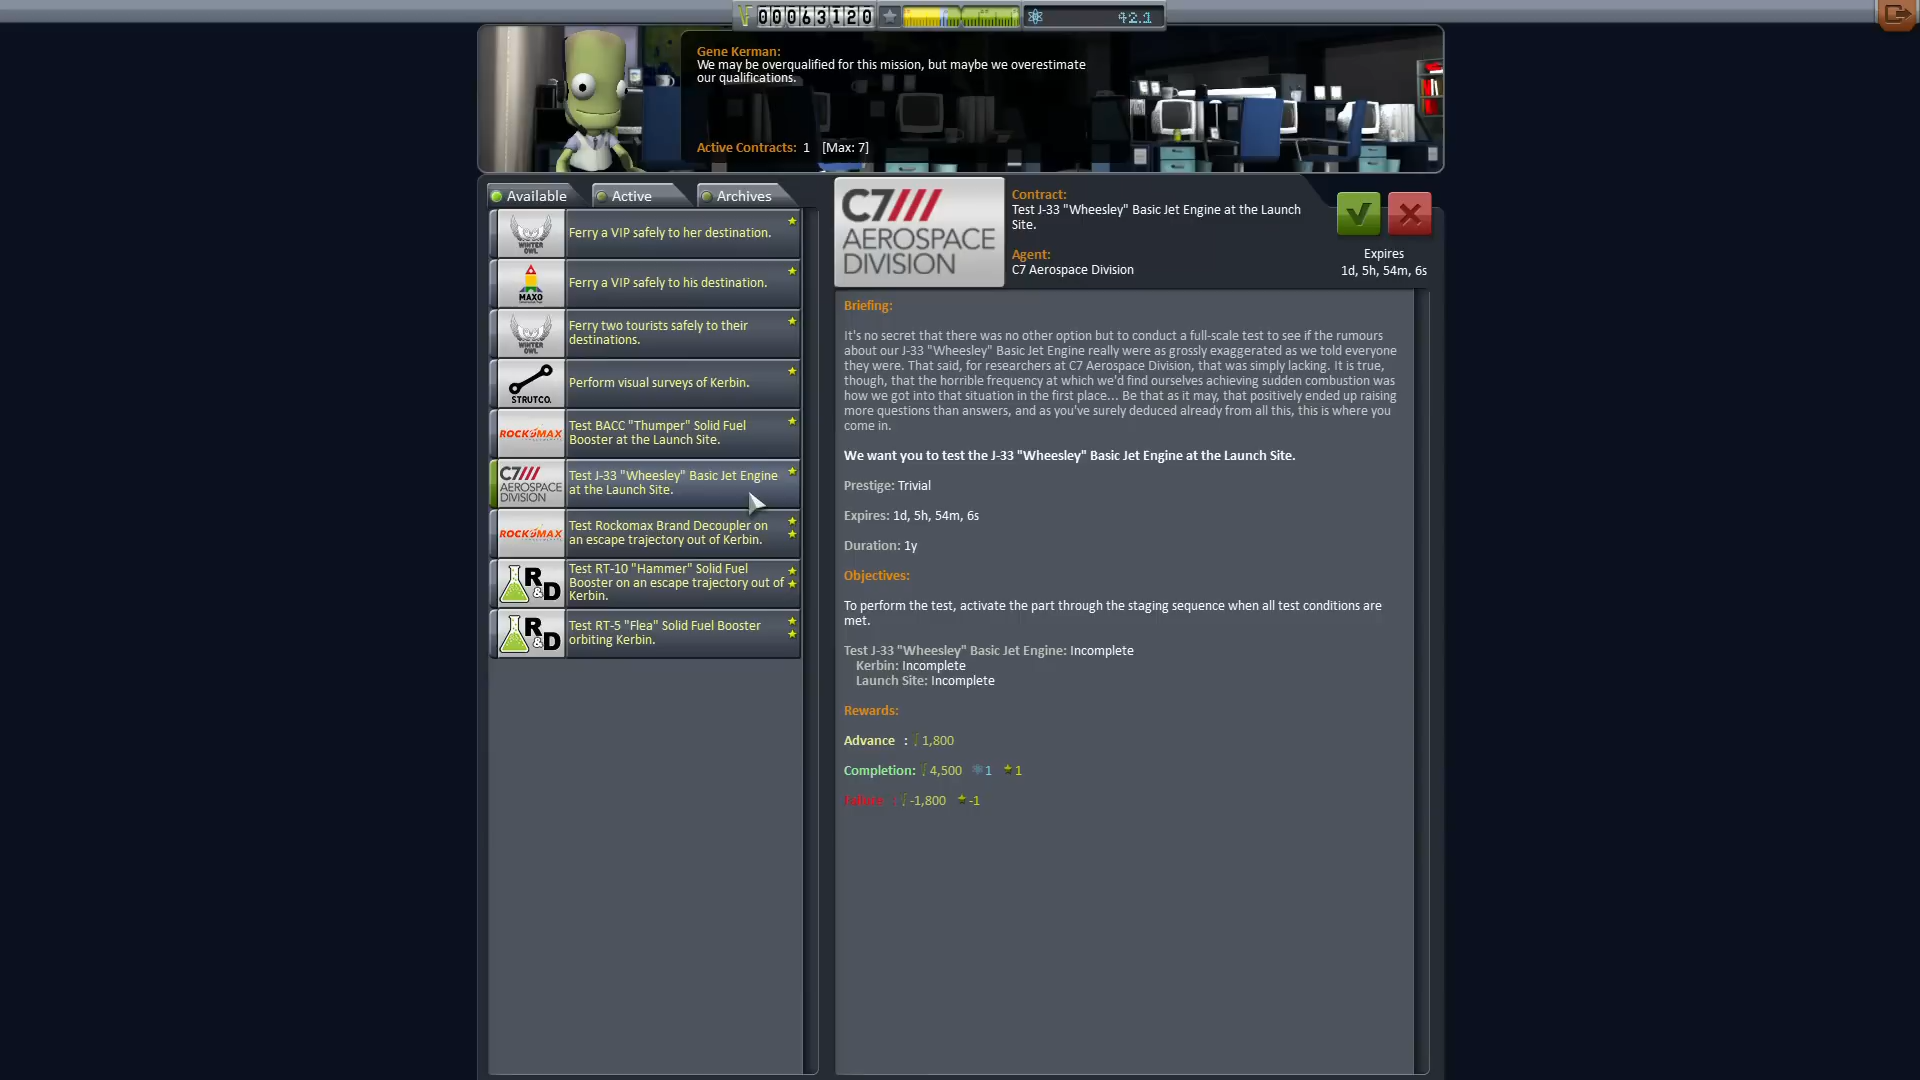 00063120
42.1
Gene Kerman:
We may be overqualified for this mission, but maybe we overestimate
our qualifications.
Active Contracts: 1 [Max: 7]
Available
Active
Archives
WINTER
OWL
Ferry a VIP safely to her destination.
MAXO
Ferry a VIP safely to his destination.
WINTER
OWL
Ferry two tourists safely to their
destinations.
STRUTCO.
Perform visual surveys of Kerbin.
ROCKOMAX
Test BACC "Thumper" Solid Fuel
Booster at the Launch Site.
C7///
AEROSPACE
DIVISION
Test J-33 "Wheesley" Basic Jet Engine
at the Launch Site.
ROCKOMAX
Test Rockomax Brand Decoupler on
an escape trajectory out of Kerbin.
R&D
Test RT-10 "Hammer" Solid Fuel
Booster on an escape trajectory out of
Kerbin.
R&D
Test RT-5 "Flea" Solid Fuel Booster
orbiting Kerbin.
C7///
AEROSPACE
DIVISION
Contract:
Test J-33 "Wheesley" Basic Jet Engine at the Launch
Site.
Agent:
C7 Aerospace Division
Expires
1d, 5h, 54m, 6s
Briefing:
It's no secret that there was no other option but to conduct a full-scale test to see if the rumours
about our J-33 "Wheesley" Basic Jet Engine really were as grossly exaggerated as we told everyone
they were. That said, for researchers at C7 Aerospace Division, that was simply lacking. It is true,
though, that the horrible frequency at which we'd find ourselves achieving sudden combustion was
how we got into that situation in the first place... Be that as it may, that positively ended up raising
more questions than answers, and as you've surely deduced already from all this, this is where you
come in.
We want you to test the J-33 "Wheesley" Basic Jet Engine at the Launch Site.
Prestige: Trivial
Expires: 1d, 5h, 54m, 6s
Duration: 1y
Objectives:
To perform the test, activate the part through the staging sequence when all test conditions are
met.
Test J-33 "Wheesley" Basic Jet Engine: Incomplete
Kerbin: Incomplete
Launch Site: Incomplete
Rewards:
Advance : 1,800
Completion: 4,500 1 1
Failure : -1,800 -1